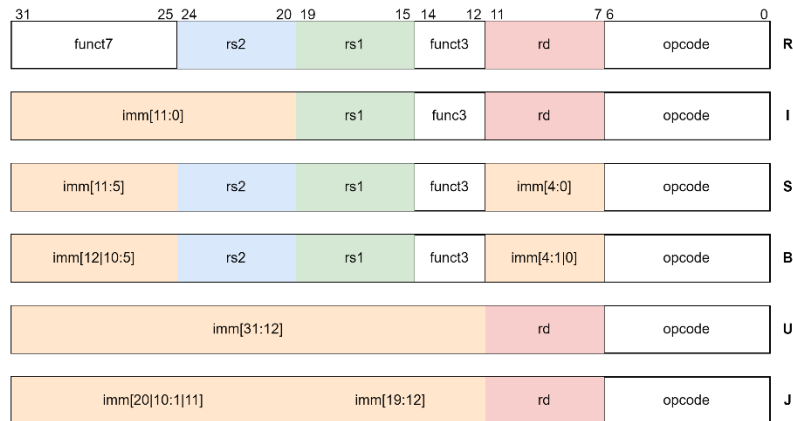 31 25 24 20 19 15 14 12 11 7 6 0
funct7 rs2 rs1 funct3 rd opcode R
imm[11:0] rs1 func3 rd opcode I
imm[11:5] rs2 rs1 funct3 imm[4:0] opcode S
imm[12|10:5] rs2 rs1 funct3 imm[4:1|0] opcode B
imm[31:12] rd opcode U
imm[20|10:1|11] imm[19:12] rd opcode J